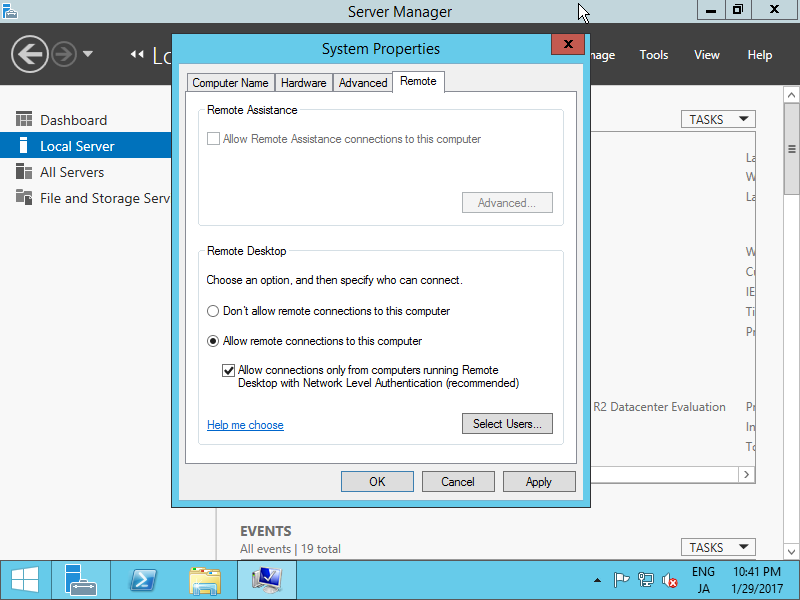 Server Manager
Lo
nage
Tools
View
Help
System Properties
Computer Name
Hardware
Advanced
Remote
Remote Assistance
Allow Remote Assistance connections to this computer
Advanced...
Remote Desktop
Choose an option, and then specify who can connect.
Don't allow remote connections to this computer
Allow remote connections to this computer
Allow connections only from computers running Remote
Desktop with Network Level Authentication (recommended)
Help me choose
Select Users...
OK
Cancel
Apply
Dashboard
Local Server
All Servers
File and Storage Serv
TASKS
La
W
La
W
Cu
IE
Ti
Pr
R2 Datacenter Evaluation
Pr
In
To
EVENTS
All events | 19 total
TASKS
ENG
JA
10:41 PM
1/29/2017